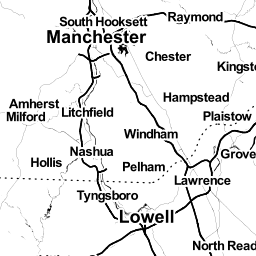 South Hooksett
Raymond
Manchester
Chester
Kingsto
Hampstead
Amherst
Litchfield
Milford
Plaistow
Windham
Nashua
Hollis
Pelham
Grove
Lawrence
Tyngsboro
Lowell
North Read